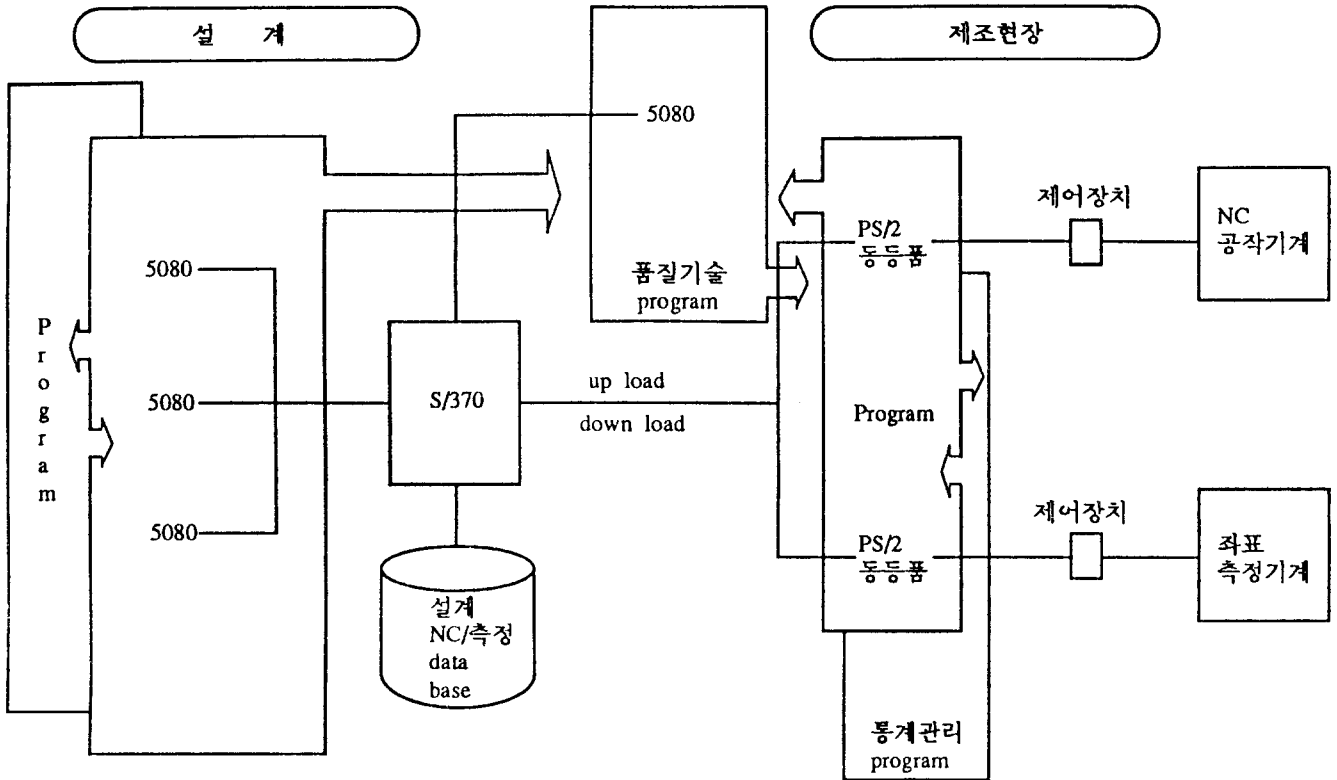 설 계
제조현장
5080
품질기술
program
Program
5080
5080
5080
S/370
up load
down load
설계
NC/측정
data
base
PS/2
동등품
Program
PS/2
동등품
통계관리
program
제어장치
NC
공작기계
제어장치
좌표
측정기계